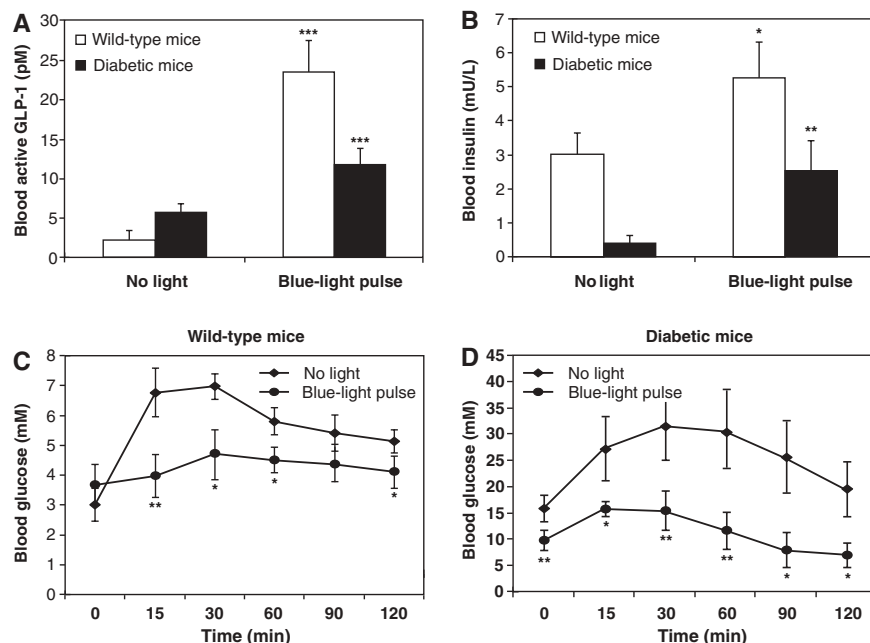 A
Blood active GLP-1 (pM)
30
25
20
15
10
5
0
Wild-type mice
Diabetic mice
***
***
No light
Blue-light pulse
B
Blood insulin (mU/L)
7
6
5
4
3
2
1
0
Wild-type mice
Diabetic mice
*
**
No light
Blue-light pulse
C
Wild-type mice
Blood glucose (mM)
8
7
6
5
4
3
2
1
0
No light
Blue-light pulse
**
*
*
*
0 15 30 60 90 120
Time (min)
D
Diabetic mice
Blood glucose (mM)
45
40
35
30
25
20
15
10
5
0
No light
Blue-light pulse
**
*
**
**
*
*
0 15 30 60 90 120
Time (min)